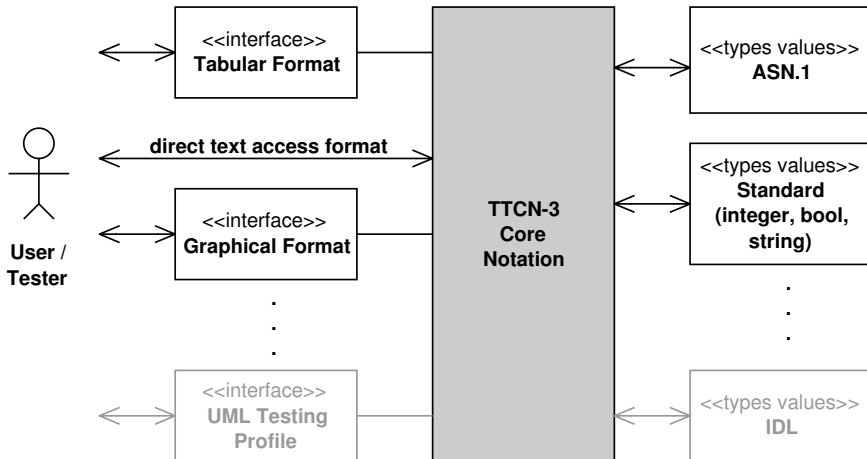 <<interface>>
Tabular Format
direct text access format
User /
Tester
<<interface>>
Graphical Format
.
.
.
<<interface>>
UML Testing
Profile
TTCN-3
Core
Notation
<<types values>>
ASN.1
<<types values>>
Standard
(integer, bool,
string)
.
.
.
<<types values>>
IDL